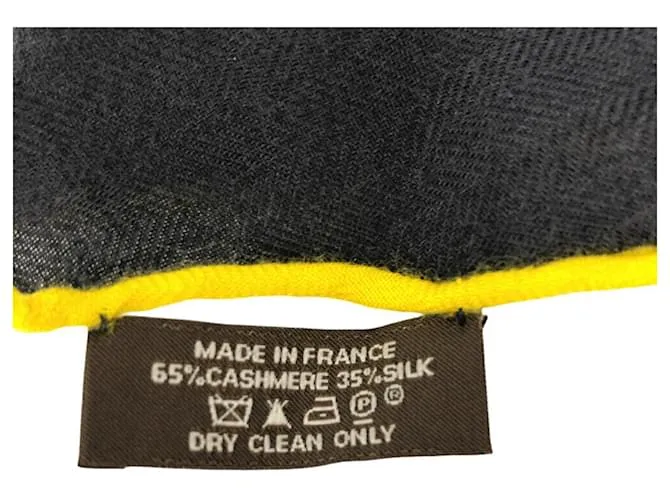 MADE IN FRANCE
65%CASHMERE 35%SILK
P ®
DRY CLEAN ONLY